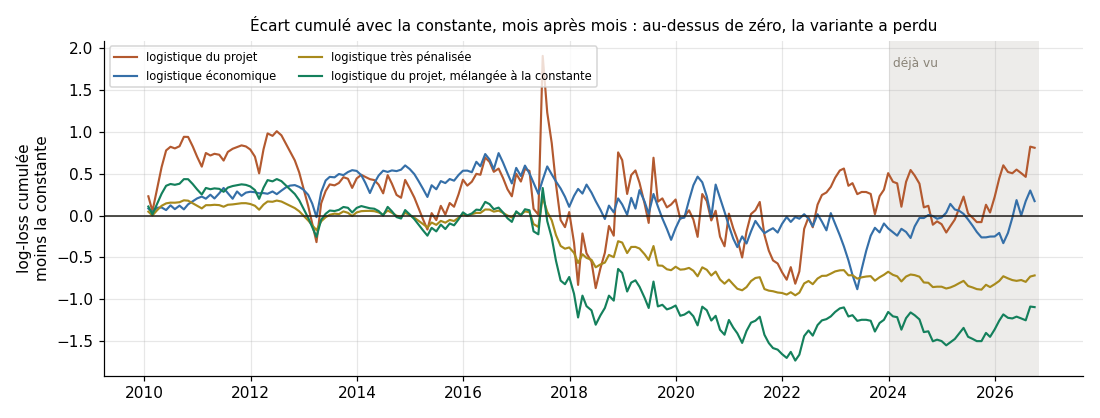 Écart cumulé avec la constante, mois après mois : au-dessus de zéro, la variante a perdu
logistique du projet
logistique économique
logistique très pénalisée
logistique du projet, mélangée à la constante
déjà vu
log-loss cumulée
moins la constante
2.0
1.5
1.0
0.5
0.0
−0.5
−1.0
−1.5
2010
2012
2014
2016
2018
2020
2022
2024
2026